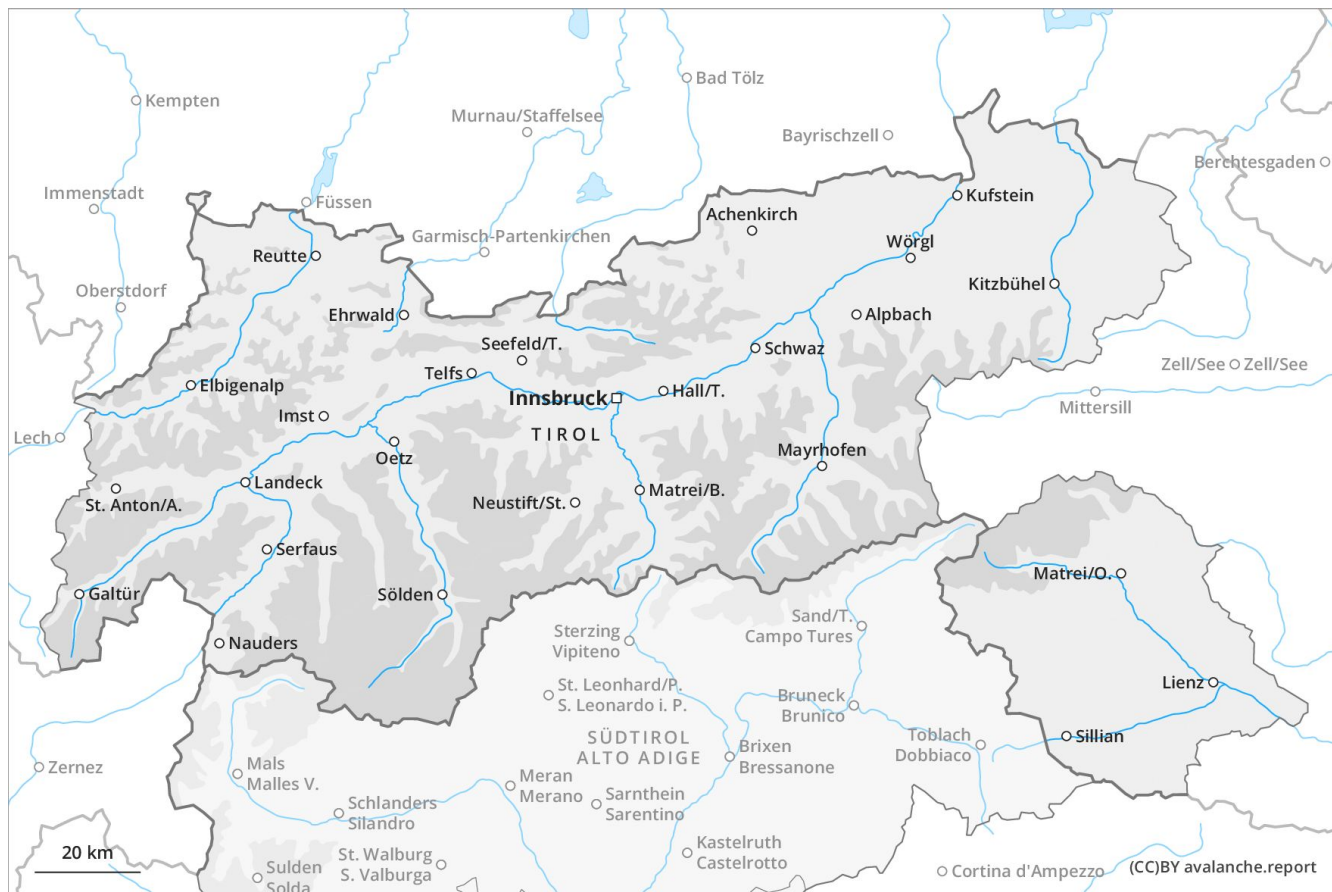 Bad Tölz
Kempten
Murnau/Staffelsee
Bayrischzell
Berchtesgaden
Immenstadt
Füssen
Kufstein
Achenkirch
Garmisch-Partenkirchen
Wörgl
Reutte
Kitzbühel
Oberstdorf
Ehrwald
Alpbach
Seefeld/T.
Schwaz
Zell/See
Zell/See
Telfs
Elbigenalp
Innsbruck
Hall/T.
Mittersill
Imst
TIROL
Lech
Oetz
Mayrhofen
Landeck
Matrei/B.
St. Anton/A.
Neustift/St.
Serfaus
Matrei/O.
Galtür
Sölden
Sand/T.
Campo Tures
Sterzing
Vipiteno
Nauders
Lienz
St. Leonhard/P.
S. Leonardo i. P.
Bruneck
Brunico
Sillian
SÜDTIROL
ALTO ADIGE
Toblach
Dobbiaco
Brixen
Bressanone
Zernez
Mals
Malles V.
Meran
Merano
Sarnthein
Sarentino
Schlanders
Silandro
Kastelruth
Castelrotto
20 km
St. Walburg
S. Valburga
Sulden
Solda
Cortina d'Ampezzo
(CC)BY avalanche.report